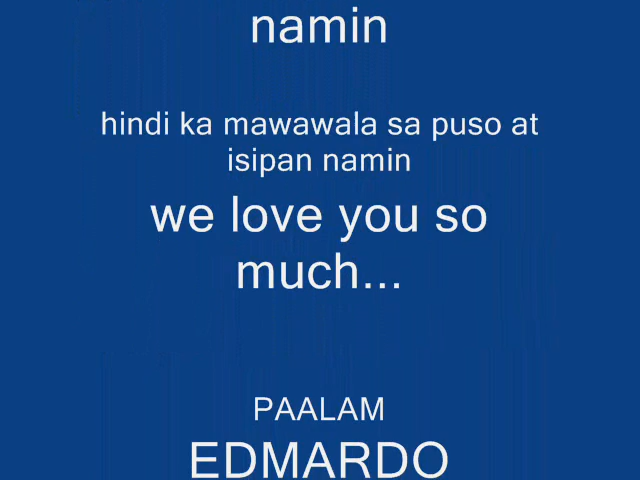 namin
hindi ka mawawala sa puso at
isipan namin
we love you so
much...
PAALAM
EDMARDO